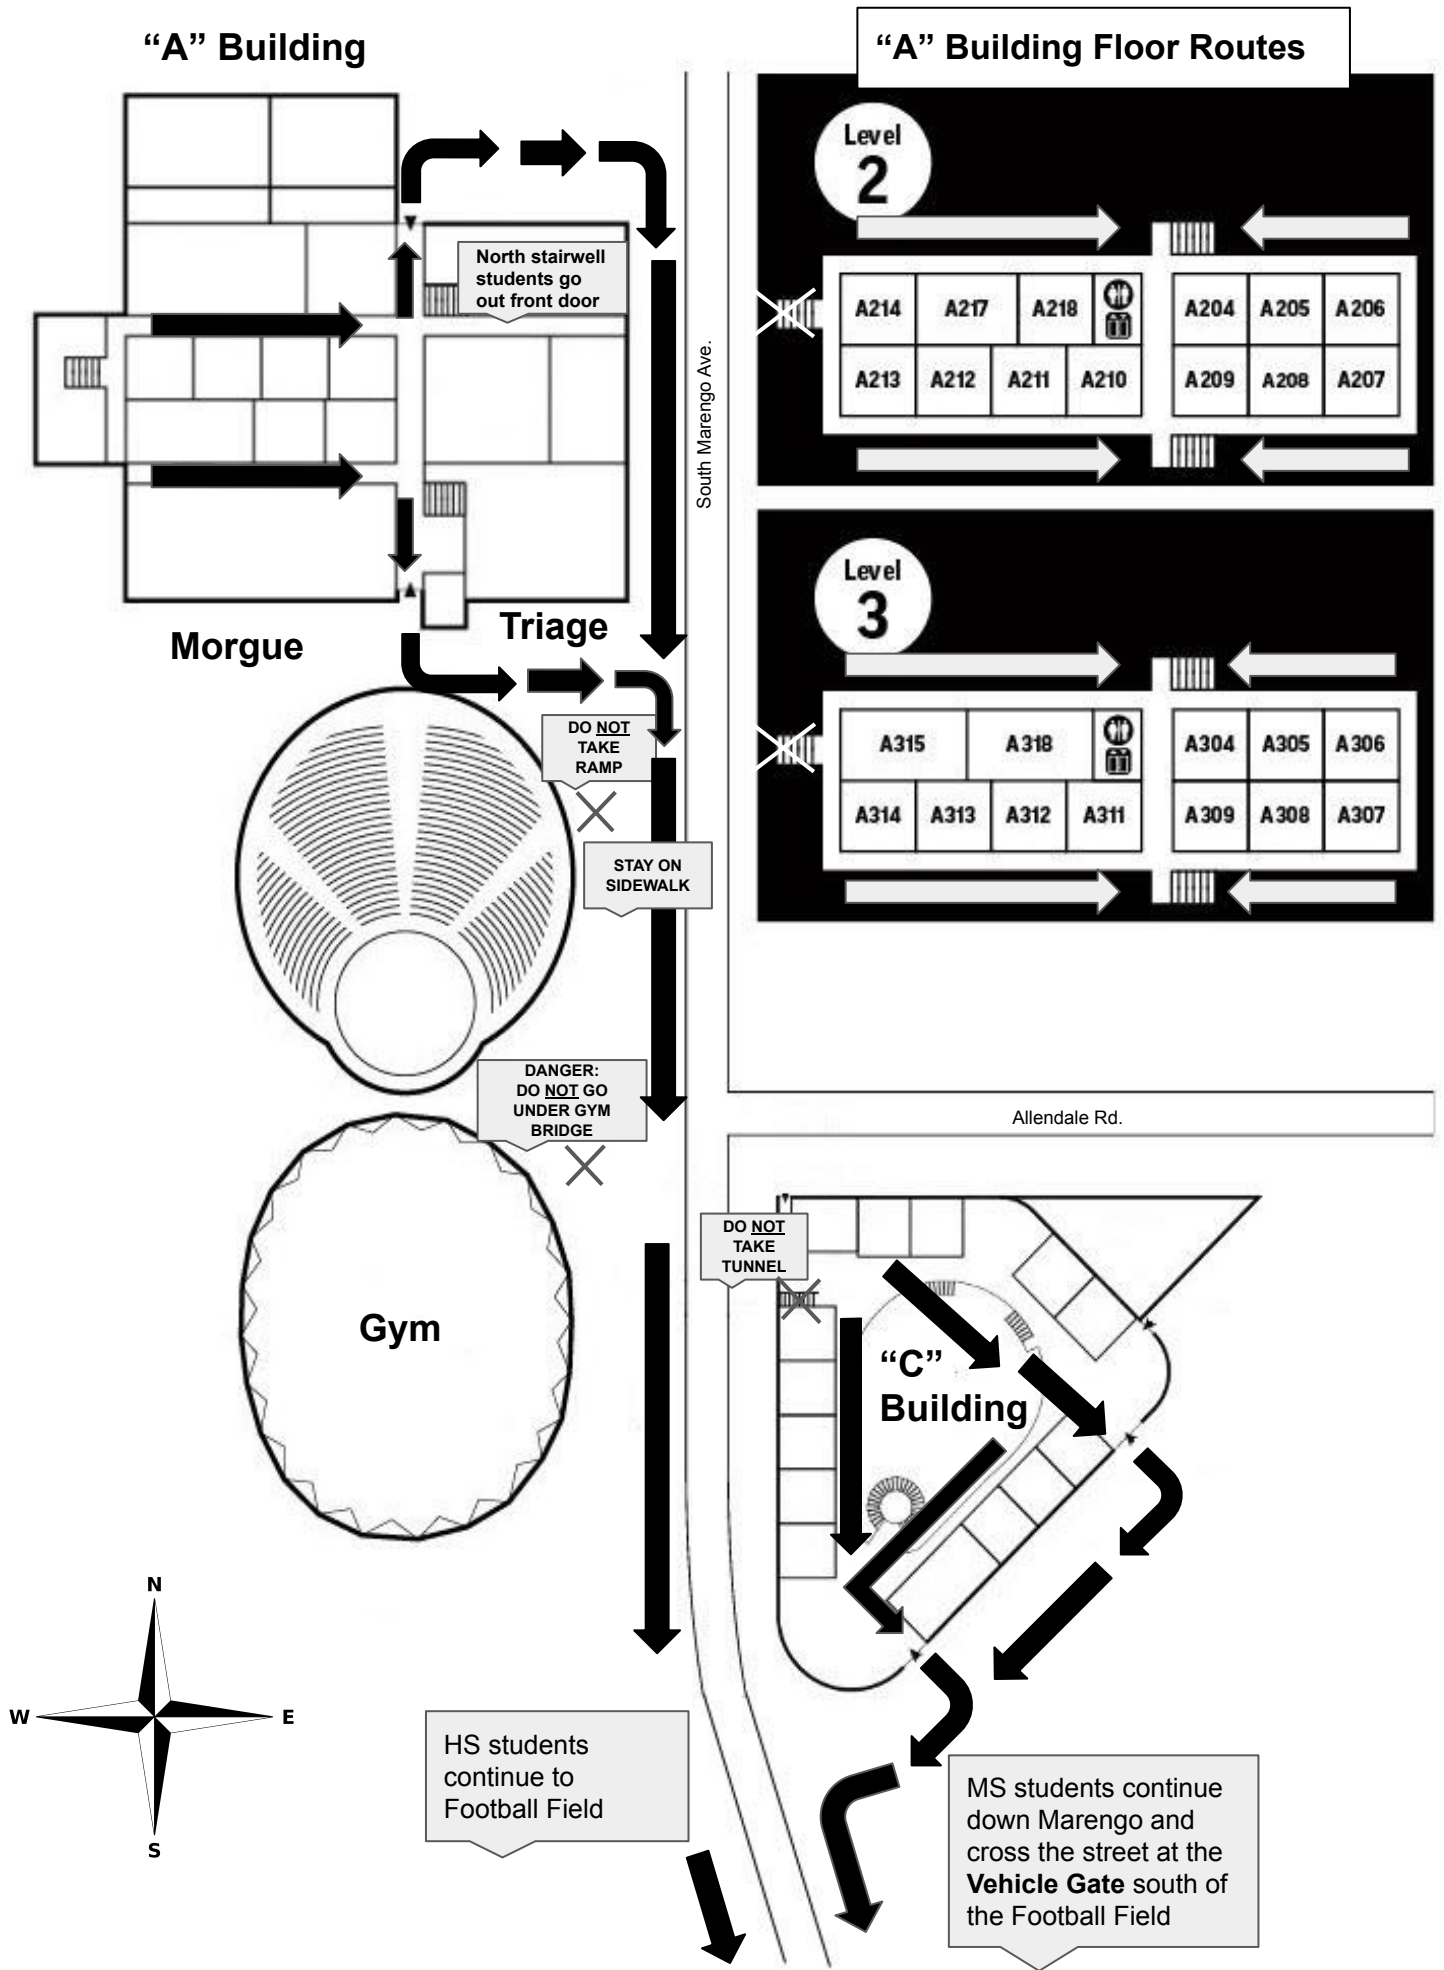 “A” Building
“A” Building Floor Routes
Level
2
North stairwell
students go
out front door
A214
A217
A218
A204
A205
A206
A213
A212
A211
A210
A209
A208
A207
South Marengo Ave.
Level
3
Morgue
Triage
A315
A318
A304
A305
A306
A314
A313
A312
A311
A309
A308
A307
DO NOT
TAKE
RAMP
STAY ON
SIDEWALK
DANGER:
DO NOT GO
UNDER GYM
BRIDGE
Allendale Rd.
DO NOT
TAKE
TUNNEL
Gym
“C”
Building
N
W
E
S
HS students
continue to
Football Field
MS students continue
down Marengo and
cross the street at the
Vehicle Gate south of
the Football Field